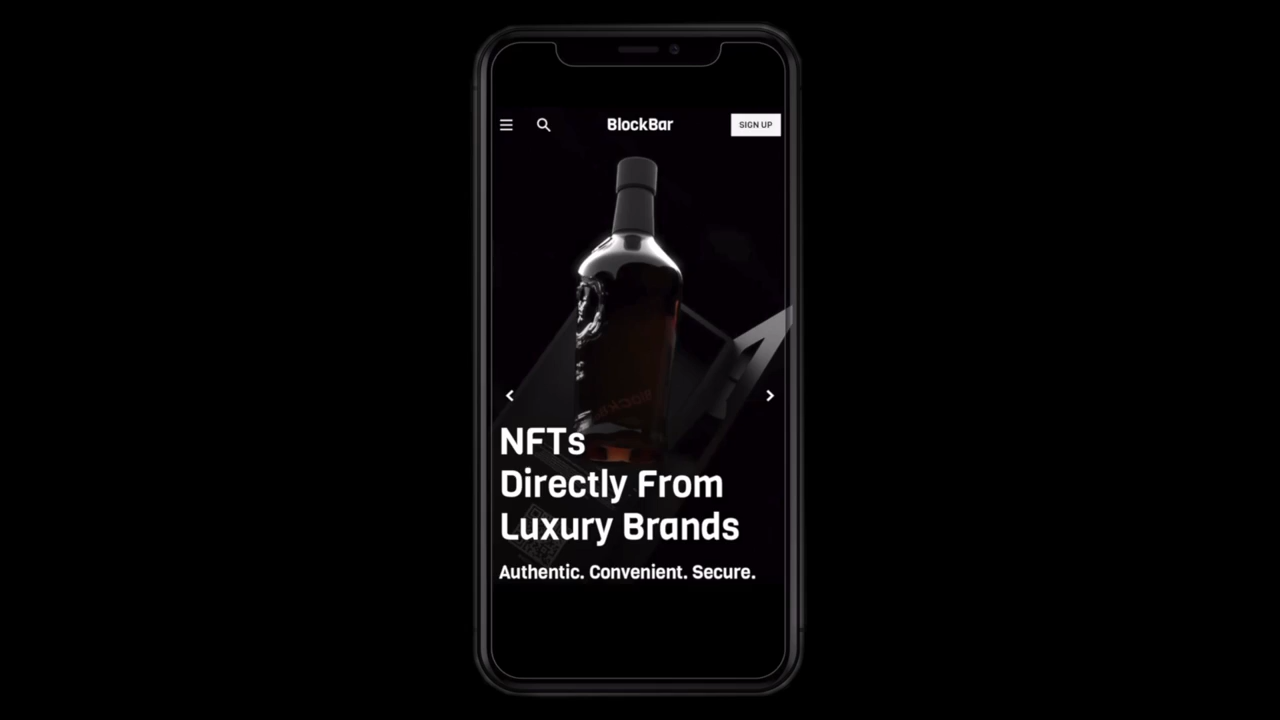 BlockBar
SIGN UP
NFTs
Directly From
Luxury Brands
Authentic. Convenient. Secure.